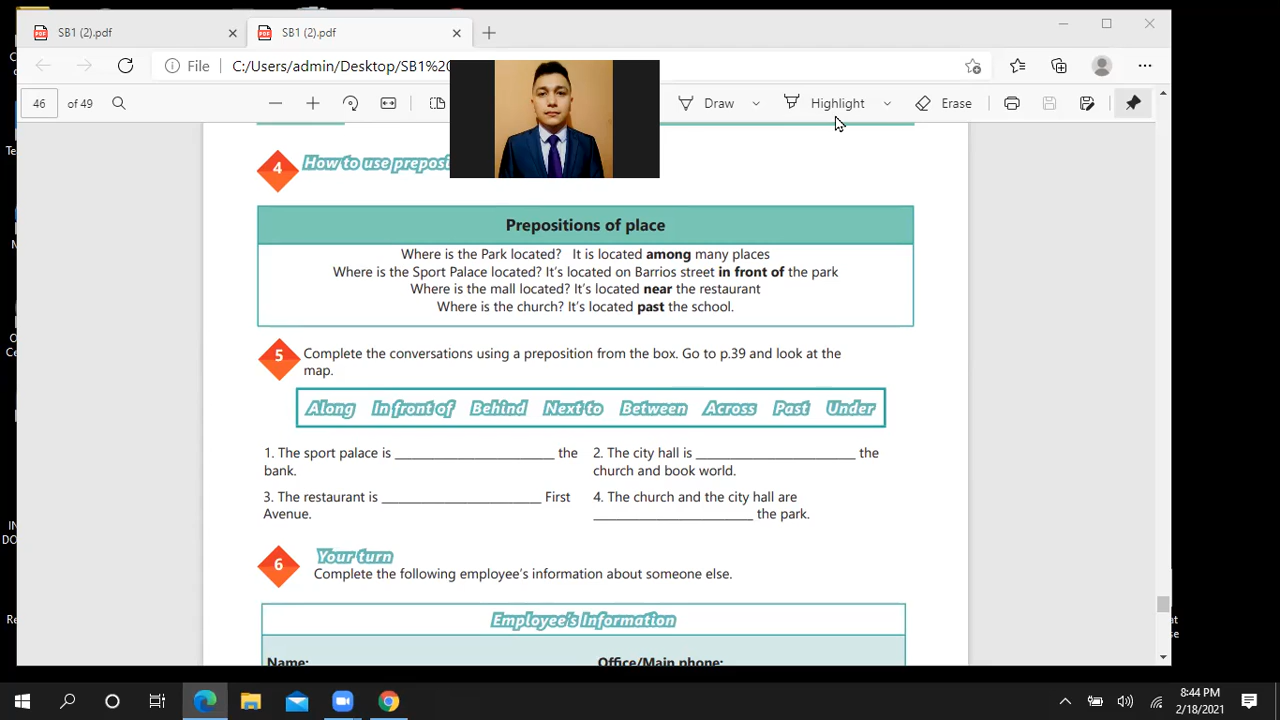 SB1 (2).pdf
SB1 (2).pdf
File
C:/Users/admin/Desktop/SB1%20
46 of 49
Draw
Highlight
Erase
4
How to use preposi
Prepositions of place
Where is the Park located? It is located among many places
Where is the Sport Palace located? It's located on Barrios street in front of the park
Where is the mall located? It's located near the restaurant
Where is the church? It's located past the school.
5
Complete the conversations using a preposition from the box. Go to p.39 and look at the
map.
Along In front of Behind Next to Between Across Past Under
1. The sport palace is ______________________ the
bank.
2. The city hall is ______________________ the
church and book world.
3. The restaurant is ______________________ First
Avenue.
4. The church and the city hall are
______________________ the park.
6
Your turn
Complete the following employee's information about someone else.
Employee's Information
Name:
Office/Main phone:
8:44 PM
2/18/2021